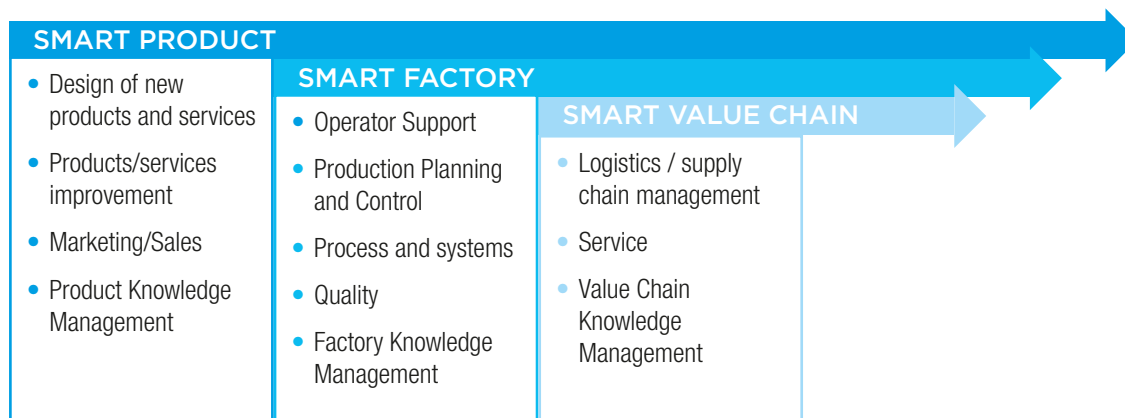 SMART PRODUCT
• Design of new
products and services
• Products/services
improvement
• Marketing/Sales
• Product Knowledge
Management
SMART FACTORY
• Operator Support
• Production Planning
and Control
• Process and systems
• Quality
• Factory Knowledge
Management
SMART VALUE CHAIN
• Logistics / supply
chain management
• Service
• Value Chain
Knowledge
Management